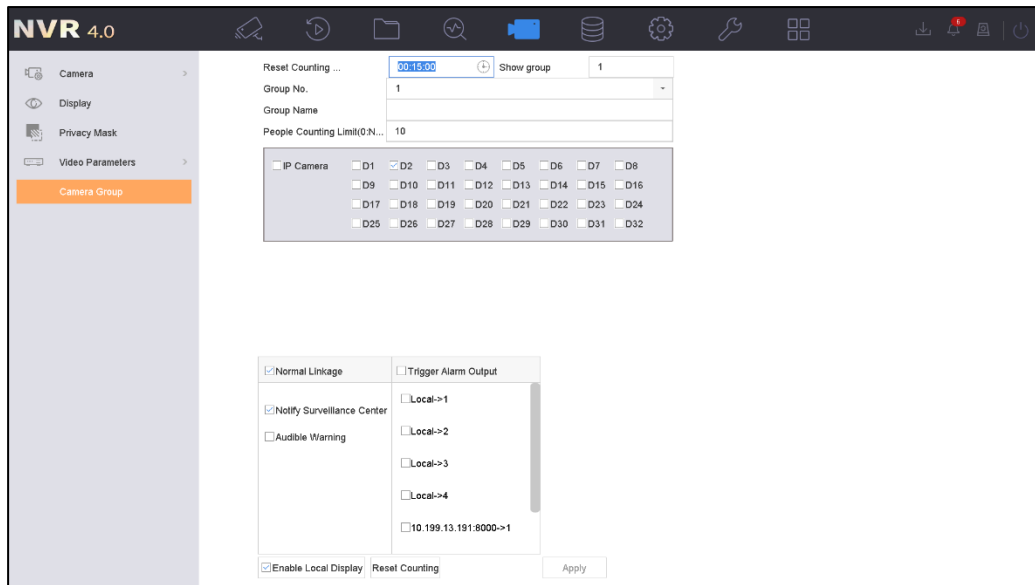 NVR 4.0
5
Camera
Display
Privacy Mask
Video Parameters
Camera Group
Reset Counting ... 00:15:00 Show group 1
Group No. 1
Group Name
People Counting Limit(0:N... 10
IP Camera D1 D2 D3 D4 D5 D6 D7 D8
D9 D10 D11 D12 D13 D14 D15 D16
D17 D18 D19 D20 D21 D22 D23 D24
D25 D26 D27 D28 D29 D30 D31 D32
Normal Linkage Trigger Alarm Output
Notify Surveillance Center
Audible Warning
Local->1
Local->2
Local->3
Local->4
10.199.13.191:8000->1
Enable Local Display Reset Counting Apply